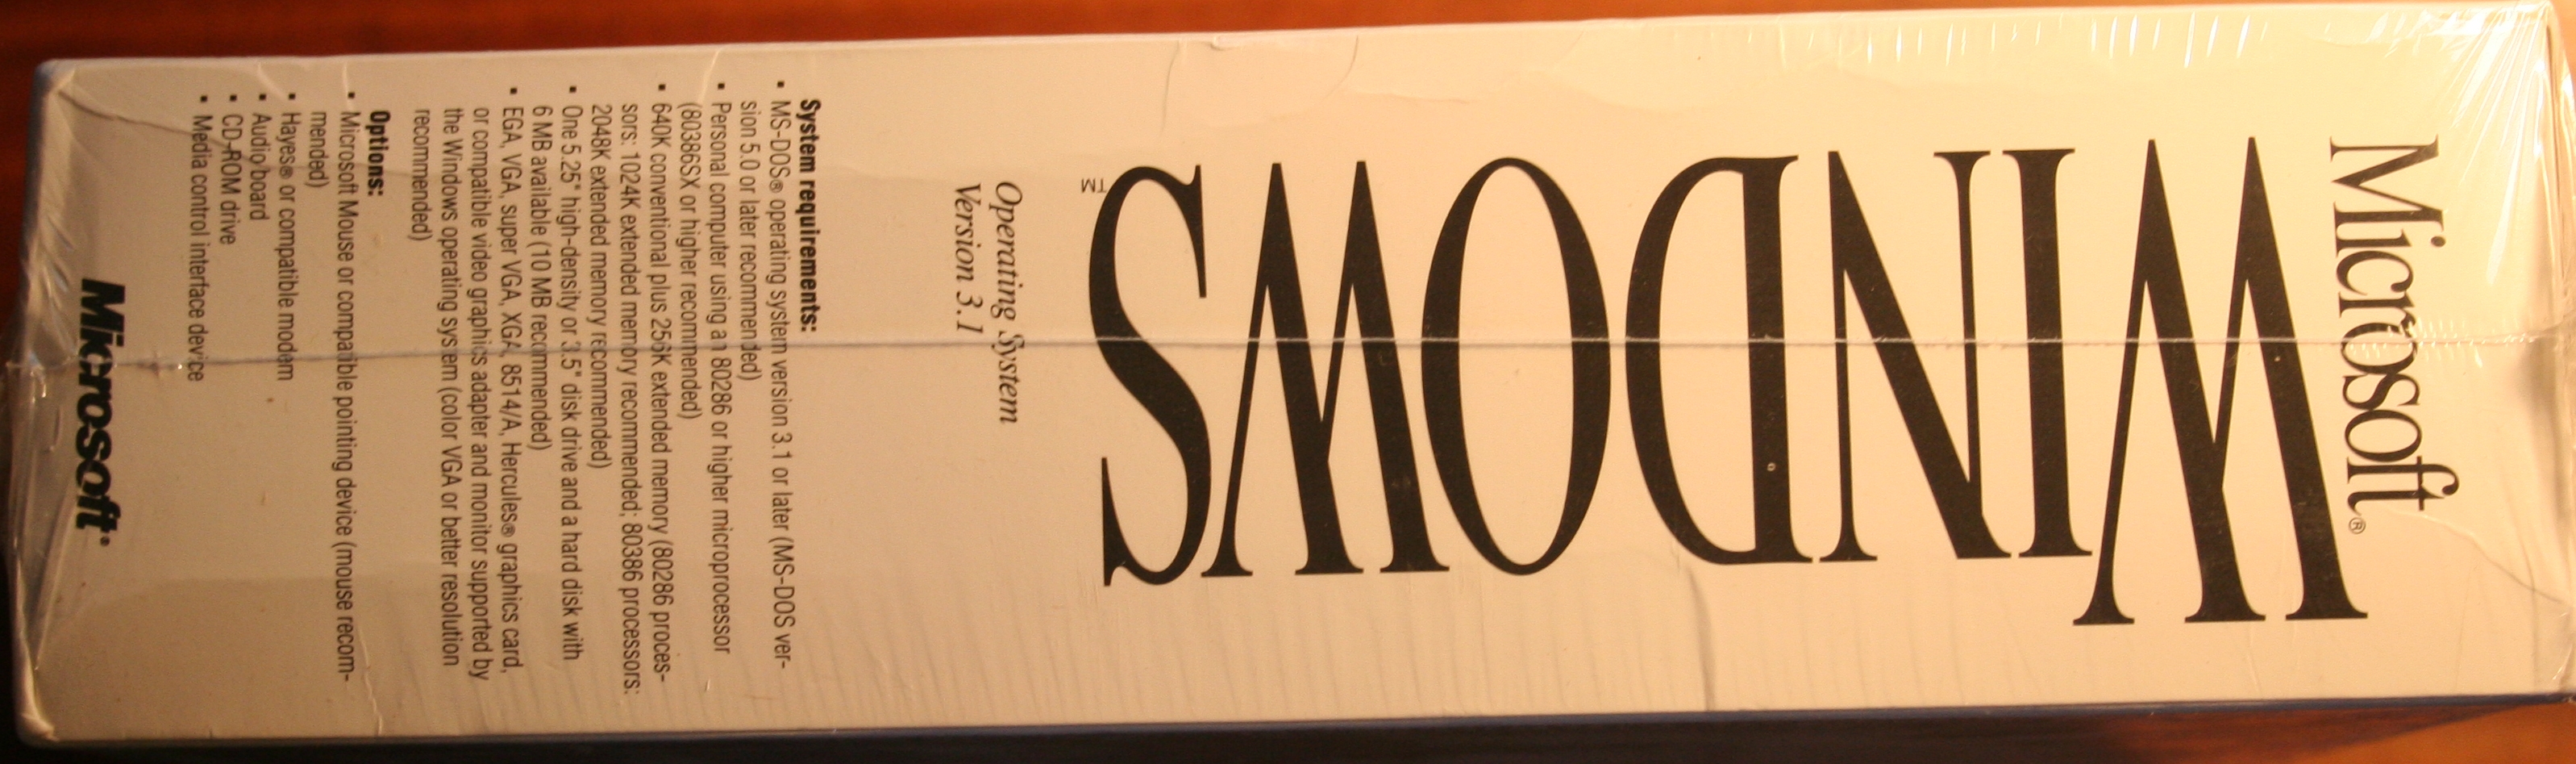 Microsoft®
WINDOWS
TM
Operating System
Version 3.1
System requirements:
▪ MS-DOS® operating system version 3.1 or later (MS-DOS ver-
sion 5.0 or later recommended)
▪ Personal computer using an 80286 or higher microprocessor
(80386SX or higher recommended)
▪ 640K conventional plus 256K extended memory (80286 proces-
sors: 1024K extended memory recommended; 80386 processors:
2048K extended memory recommended)
▪ One 5.25" high-density or 3.5" disk drive and a hard disk with
6 MB available (10 MB recommended)
▪ EGA, VGA, super VGA, XGA, 8514/A, Hercules® graphics card,
or compatible video graphics adapter and monitor supported by
the Windows operating system (color VGA or better resolution
recommended)
Options:
▪ Microsoft Mouse or compatible pointing device (mouse recom-
mended)
▪ Hayes® or compatible modem
▪ Audio board
▪ CD-ROM drive
▪ Media control interface device
Microsoft®